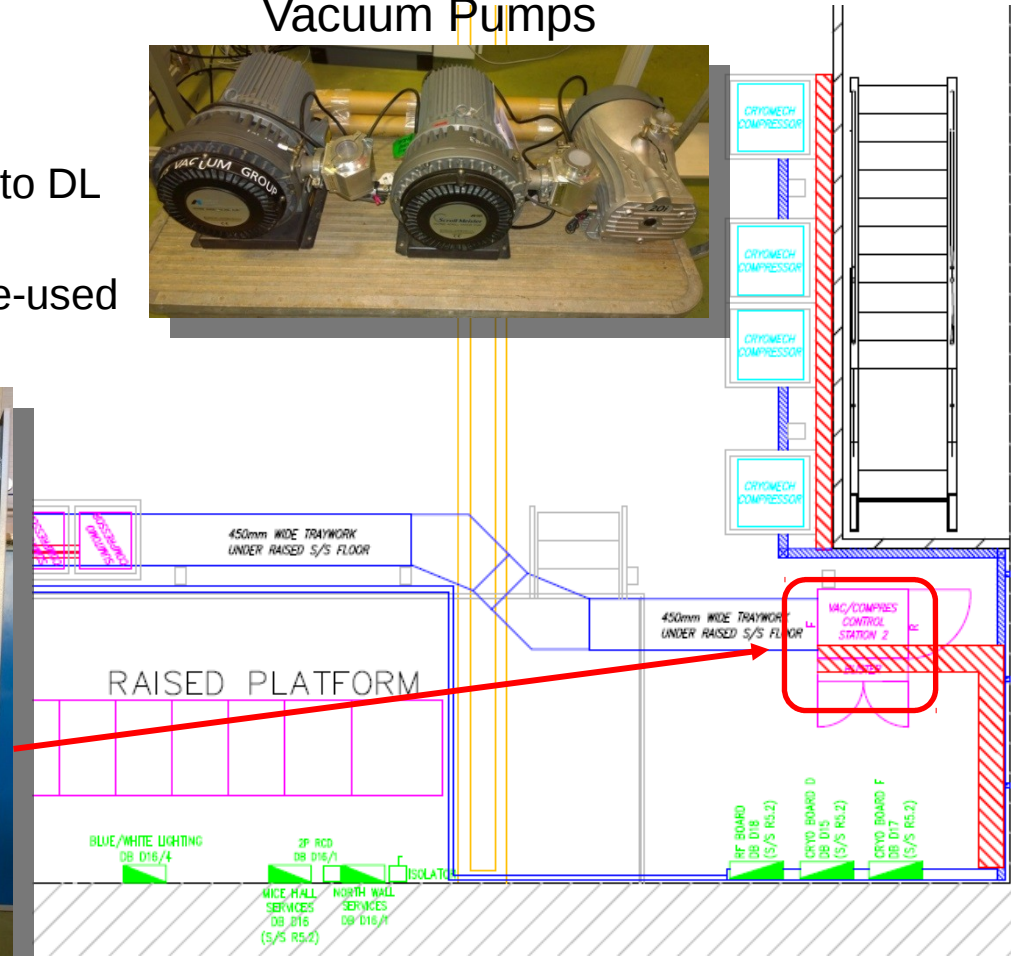 Vacuum Pumps
VACUUM GROUP
to DL
e-used
CRYOMECH
COMPRESSOR
CRYOMECH
COMPRESSOR
CRYOMECH
COMPRESSOR
CRYOMECH
COMPRESSOR
SUMITOMO
COMPRESSOR
450mm WIDE TRAYWORK
UNDER RAISED S/S FLOOR
450mm WIDE TRAYWORK
UNDER RAISED S/S FLOOR
F
VAC/COMPRES
CONTROL
STATION 2
R
RAISED PLATFORM
BLUE/WHITE LIGHTING
DB D16/4
2P RCD
DB D16/1
ISOLATO
MICE HALL
SERVICES
DB D16
(S/S R5.2)
NORTH WALL
SERVICES
DB D16/1
RF BOARD
DB D18
(S/S R5.2)
CRYO BOARD D
DB D15
(S/S R5.2)
CRYO BOARD F
DB D17
(S/S R5.2)